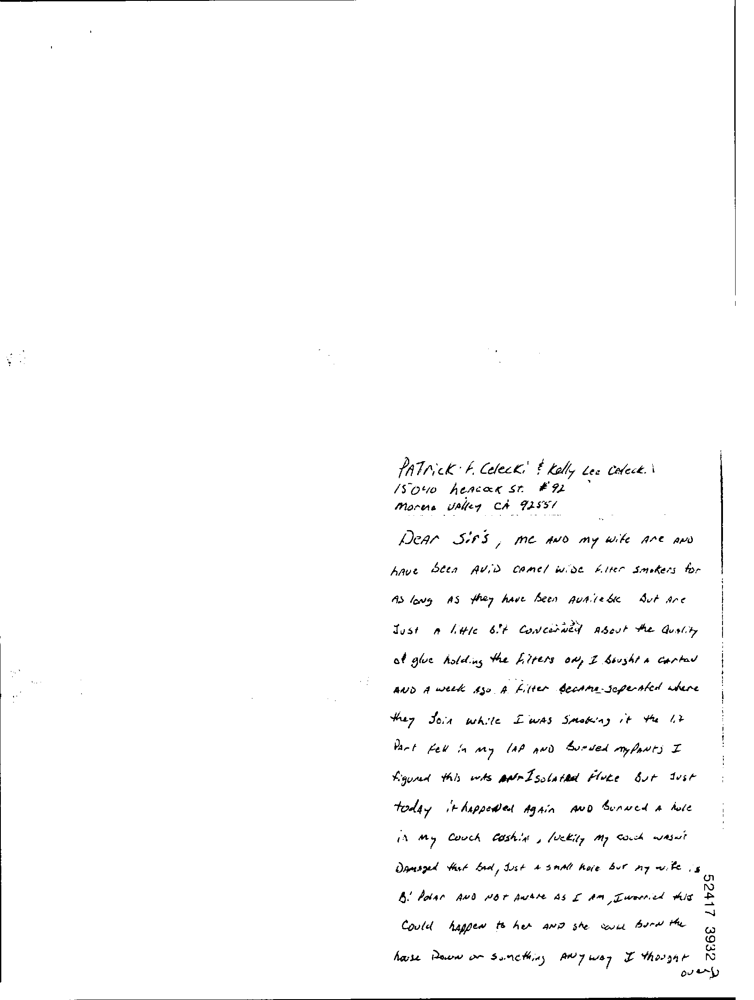 PATrick F. Celecki & Kelly Lee Celecki
15040 heacock ST. #92
Moreno Valley CA 92551
DeAr Sir's, me AND my wife Are AND
hAve been AViD CAmel WiDe Filter smokers for
As long As they hAve been AvAilable But Are
Just A little bit concerned About the Quality
of glue holding the Filters on, I bought A carton
AND A week Ago A Filter became seperated where
they Join while I WAs smoking it the lit
PArt fell in my lAP AND Burned my PAnts I
figured this was An Isolated Fluke But Just
today it happened AgAin AND Burned A hole
in my couch cushin, luckily my couch wasn't
DAmaged that bad, Just A small hole but my wife is
Bi Polar AND NOT AwAre As I Am, I worried this
Could happen to her AND she could burn the
house Down or something Any way I thought
over
52417 3932